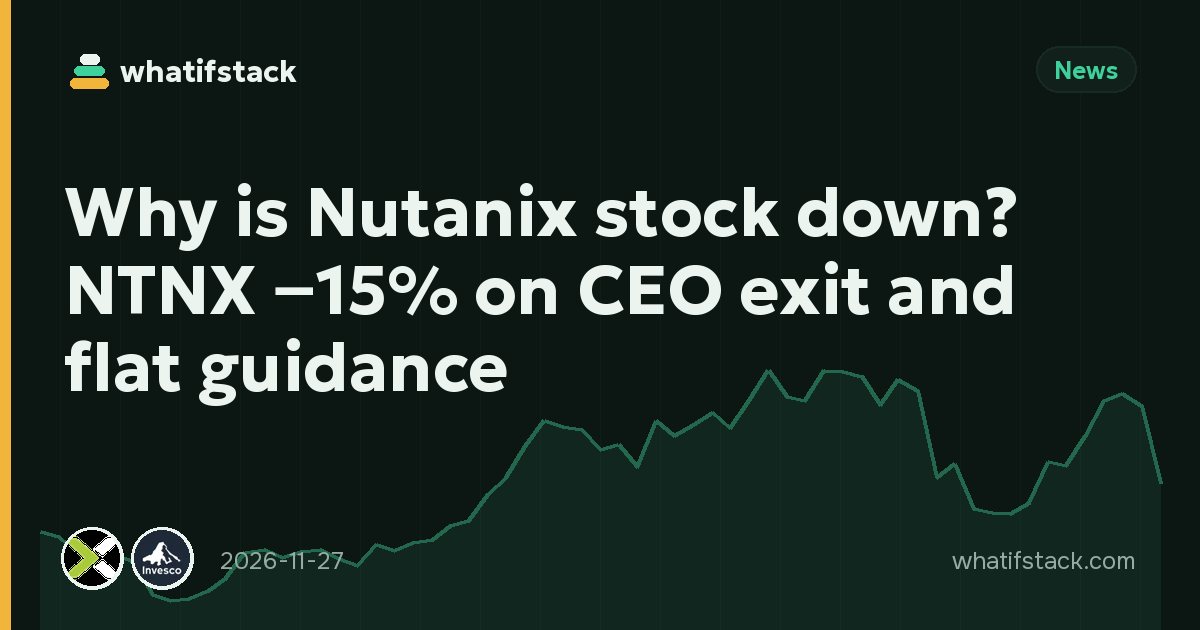 whatifstack
News
Why is Nutanix stock down?
NTNX −15% on CEO exit and
flat guidance
Invesco
2026-11-27
whatifstack.com